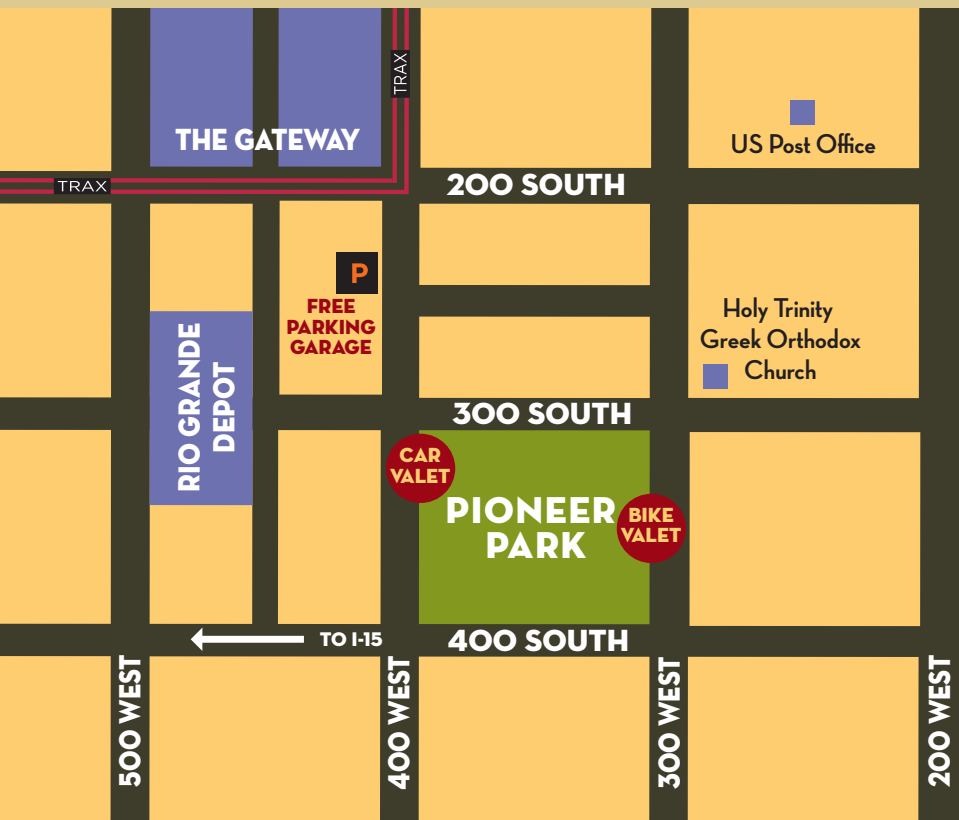 TRAX
THE GATEWAY
US Post Office
TRAX
200 SOUTH
P
FREE
PARKING
GARAGE
Holy Trinity
Greek Orthodox
Church
RIO GRANDE
DEPOT
300 SOUTH
CAR
VALET
PIONEER
PARK
BIKE
VALET
TO I-15
400 SOUTH
500 WEST
400 WEST
300 WEST
200 WEST